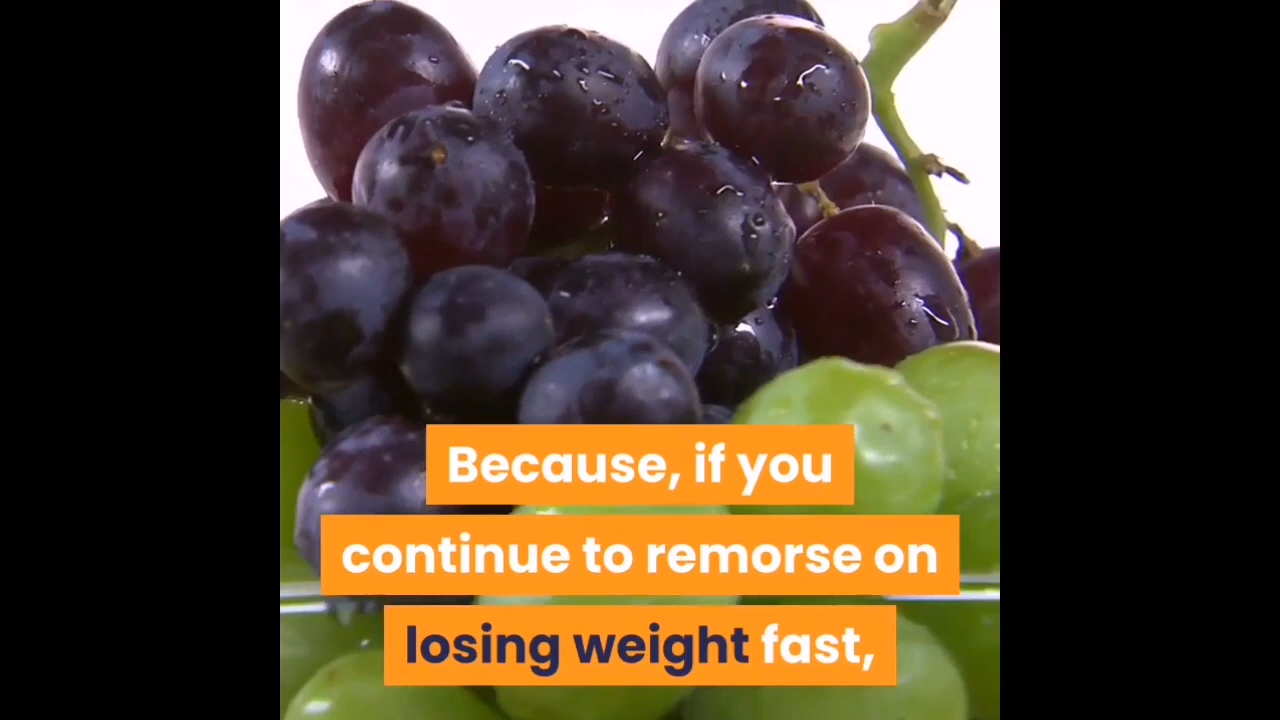 Because, if you
continue to remorse on
losing weight fast,